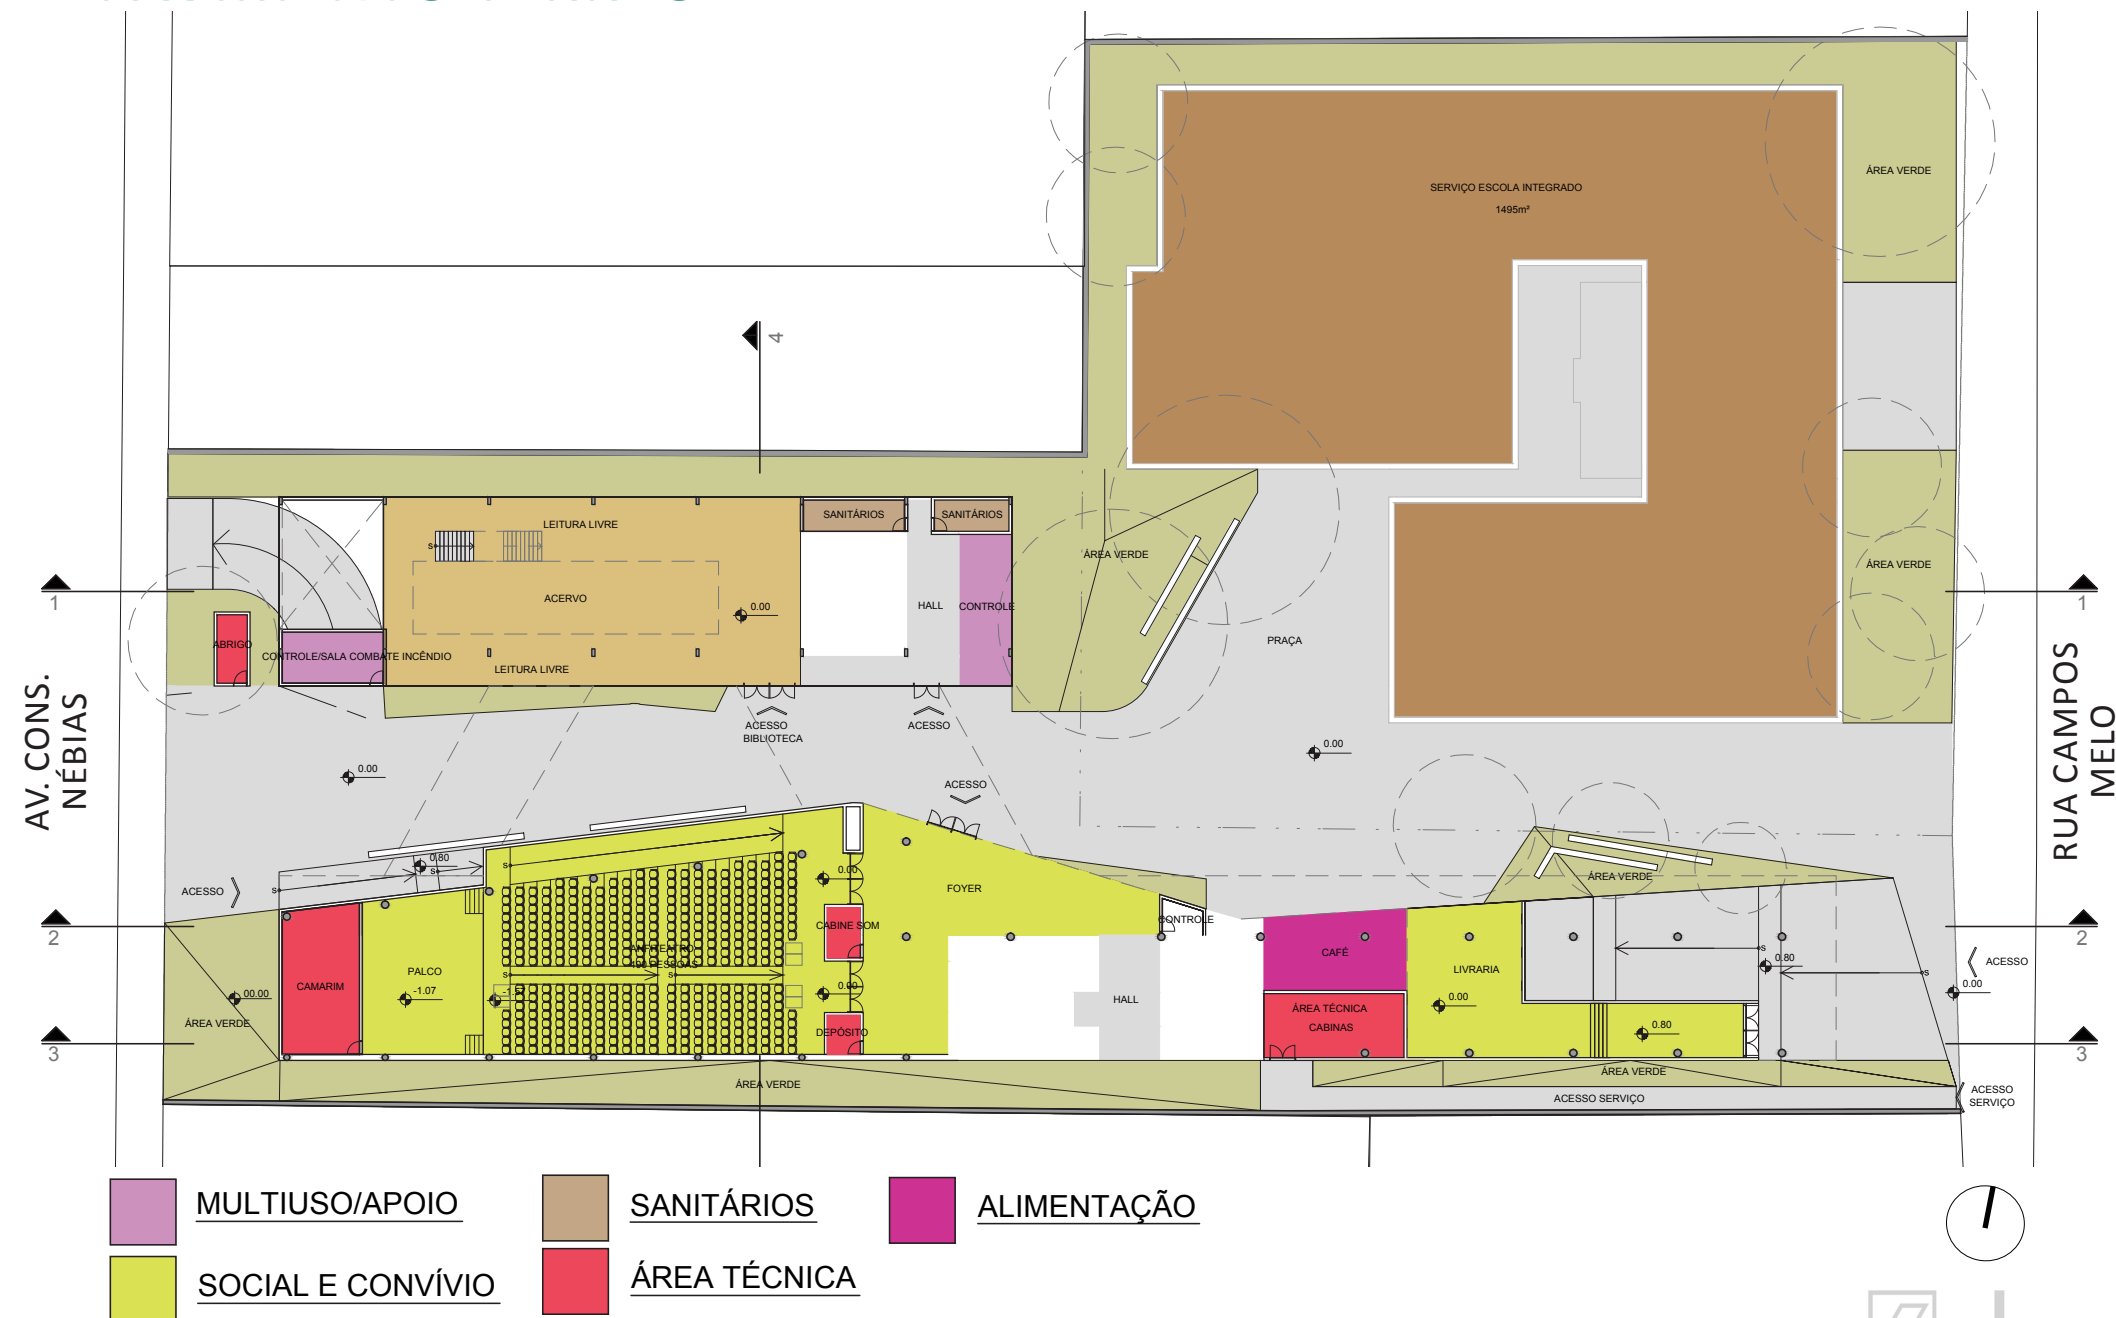 ÁREA VERDE
SERVIÇO ESCOLA INTEGRADO
1495m²
4
LEITURA LIVRE
S
SANITÁRIOS
SANITÁRIOS
ÁREA VERDE
ÁREA VERDE
ACERVO
0.00
HALL
CONTROLE
1
1
ABRIGO
CONTROLE/SALA COMBATE INCÊNDIO
LEITURA LIVRE
PRAÇA
AV. CONS.
NÉBIAS
RUA CAMPOS
MELO
ACESSO
BIBLIOTECA
ACESSO
0.00
0.00
ACESSO
0.80
S
S
S
ACESSO
0.00
FOYER
ÁREA VERDE
CONTROLE
CABINE SOM
2
2
ANFITEATRO
PESSOAS
S
S
CAFÉ
LIVRARIA
S
0.80
S
ACESSO
PALCO
-1.07
CAMARIM
00.00
0.00
HALL
ÁREA TÉCNICA
CABINAS
0.00
0.00
ÁREA VERDE
DEPÓSITO
0.80
3
3
ÁREA VERDE
ÁREA VERDE
ACESSO SERVIÇO
ACESSO
SERVIÇO
MULTIUSO/APOIO
SANITÁRIOS
ALIMENTAÇÃO
SOCIAL E CONVÍVIO
ÁREA TÉCNICA